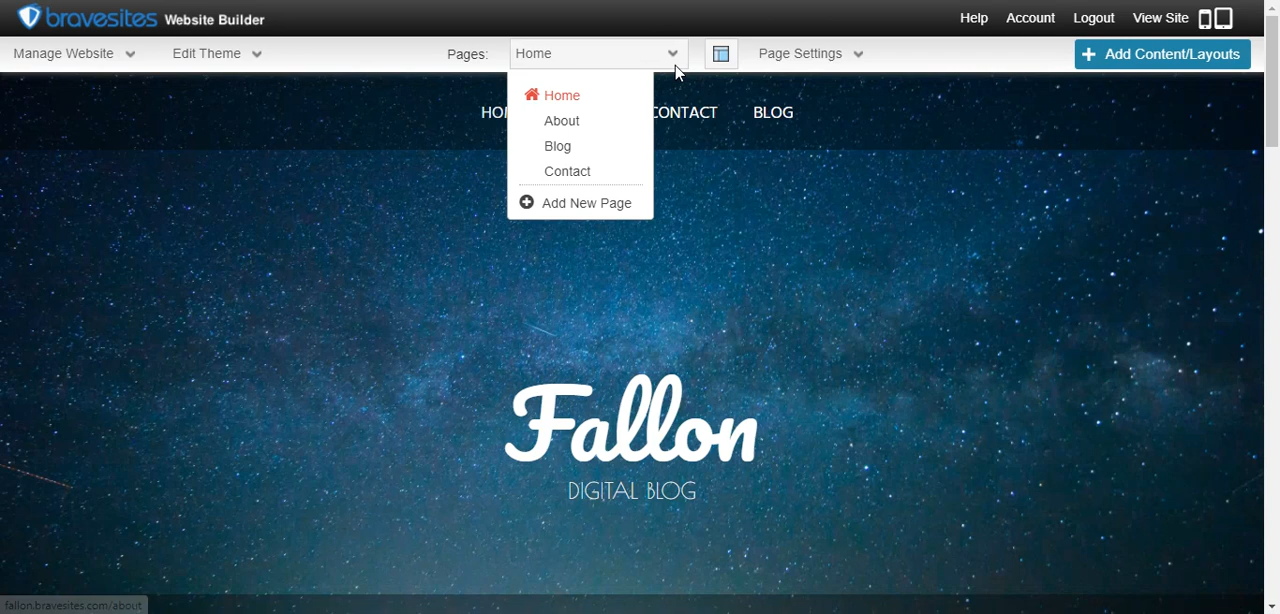 bravesites Website Builder
Help Account Logout View Site
Manage Website Edit Theme Pages: Home Page Settings + Add Content/Layouts
Home
About
Blog
Contact
Add New Page
CONTACT BLOG
Fallon
DIGITAL BLOG
fallon.bravesites.com/about